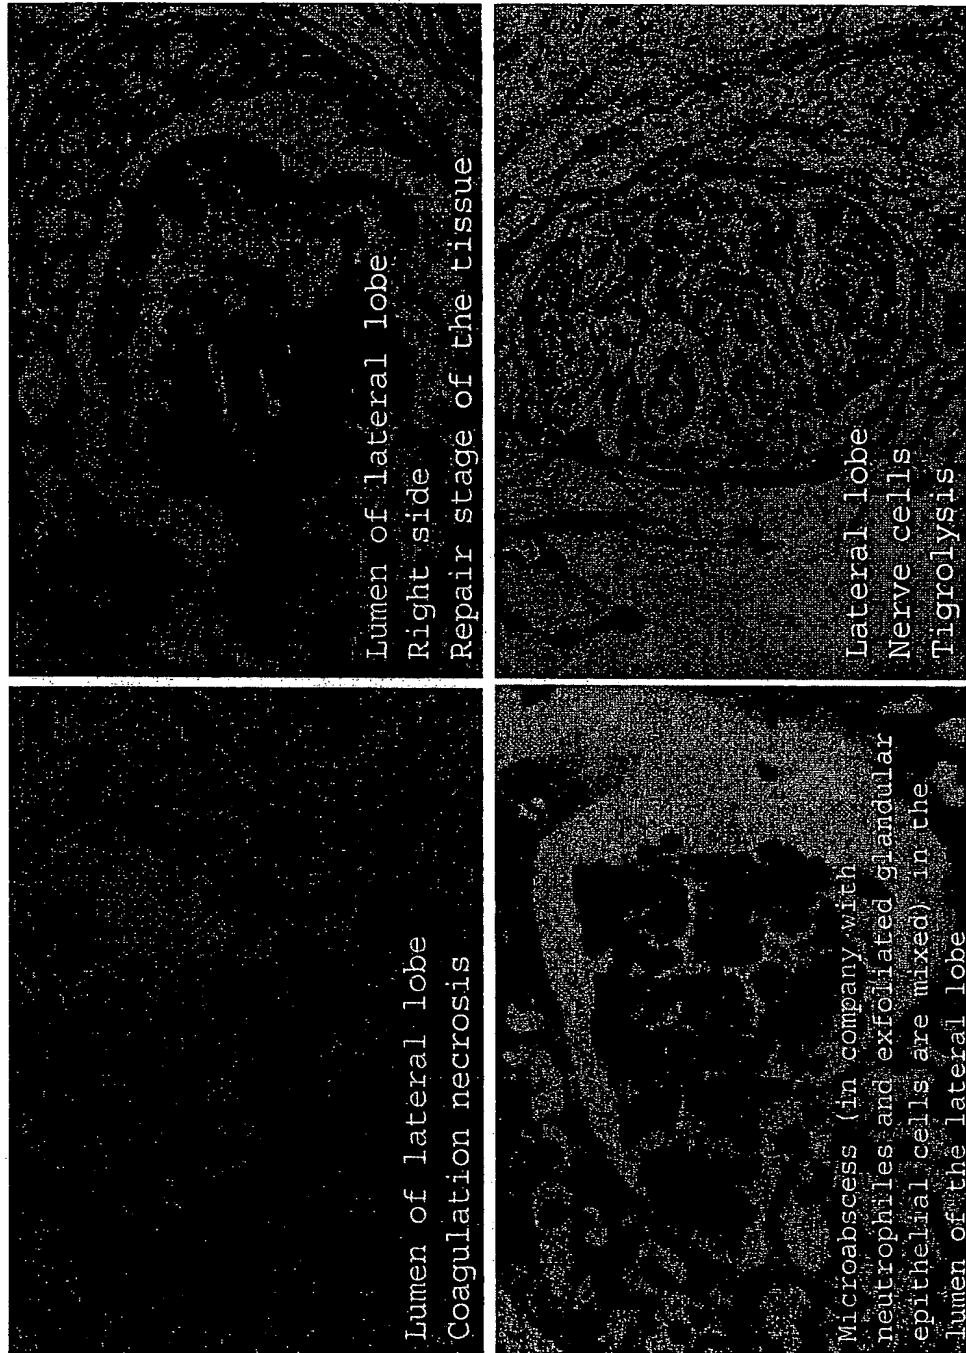 Lumen of lateral lobe
Coagulation necrosis
Lumen of lateral lobe
Right side
Repair stage of the tissue
Microabscess (in company with
neutrophiles and exfoliated glandular
epithelial cells are mixed) in the
lumen of the lateral lobe
Lateral lobe
Nerve cells
Tigrolysis